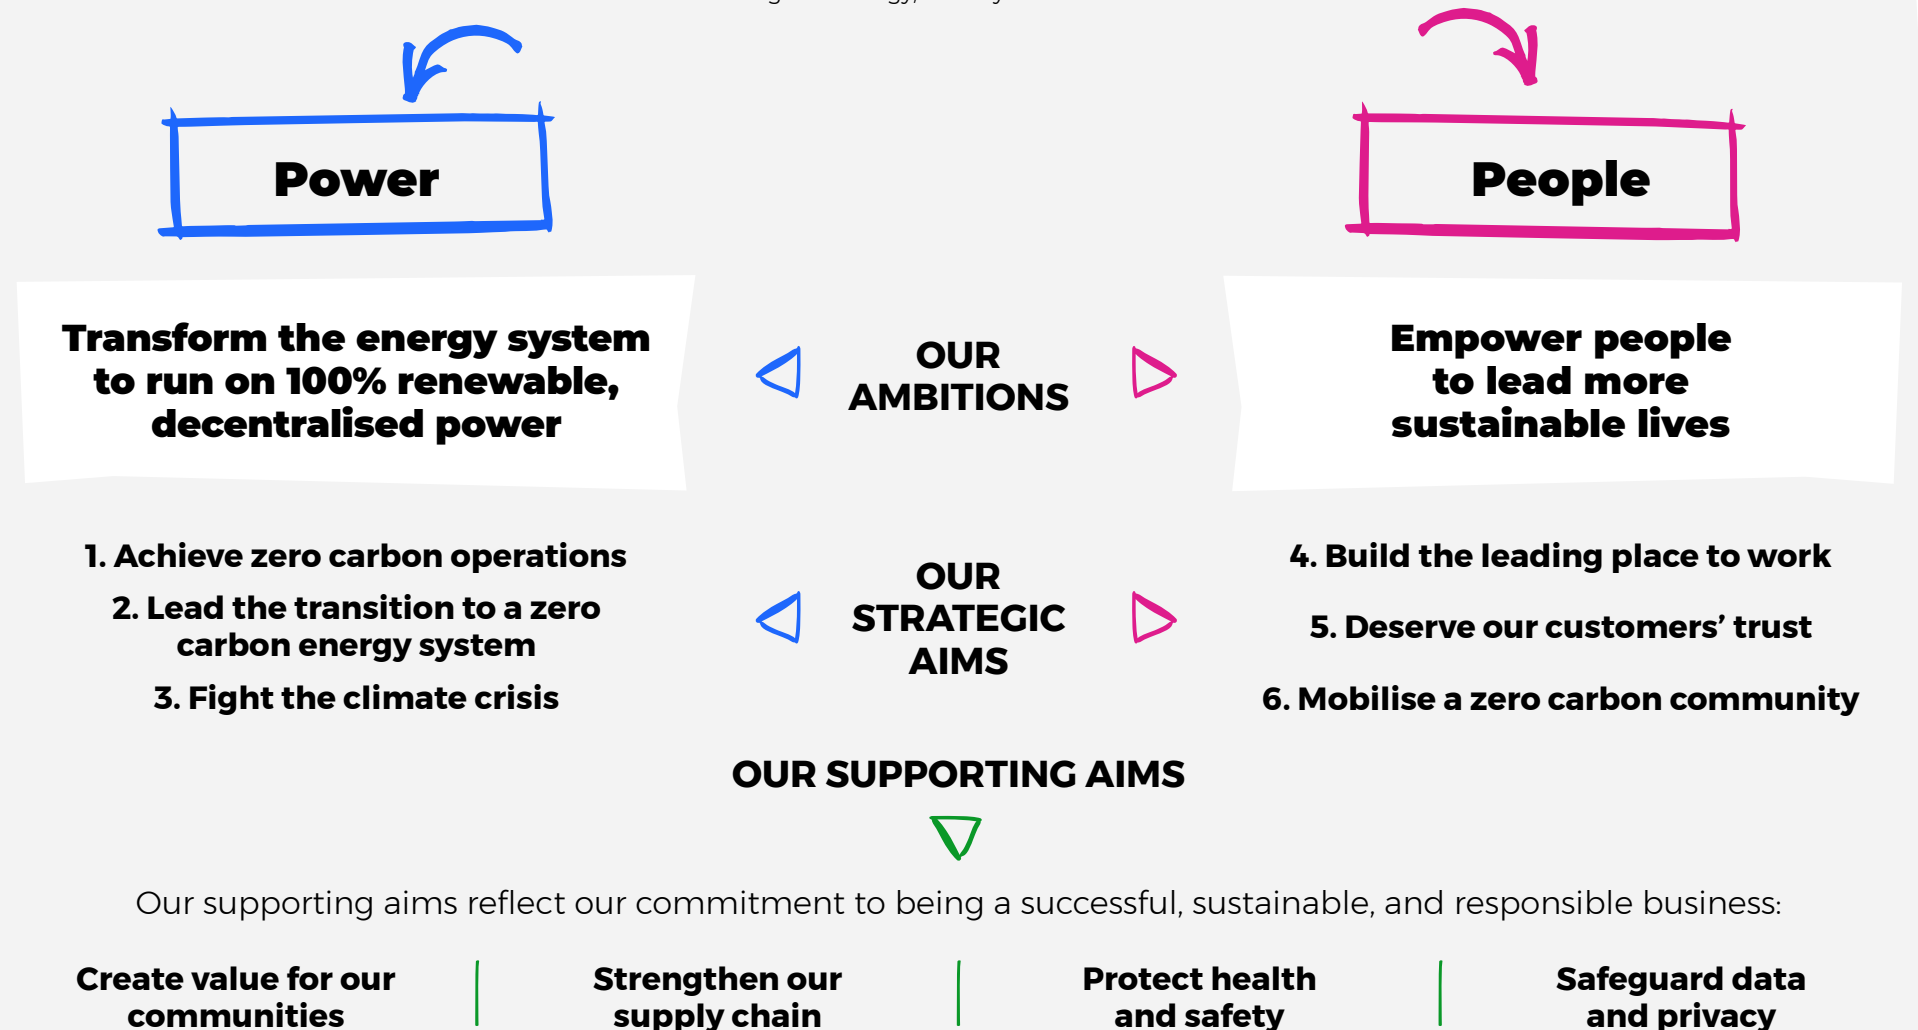 Power
People
Transform the energy system
to run on 100% renewable,
decentralised power
OUR
AMBITIONS
Empower people
to lead more
sustainable lives
1. Achieve zero carbon operations
2. Lead the transition to a zero
carbon energy system
3. Fight the climate crisis
OUR
STRATEGIC
AIMS
4. Build the leading place to work
5. Deserve our customers’ trust
6. Mobilise a zero carbon community
OUR SUPPORTING AIMS
Our supporting aims reflect our commitment to being a successful, sustainable, and responsible business:
Create value for our
communities
Strengthen our
supply chain
Protect health
and safety
Safeguard data
and privacy